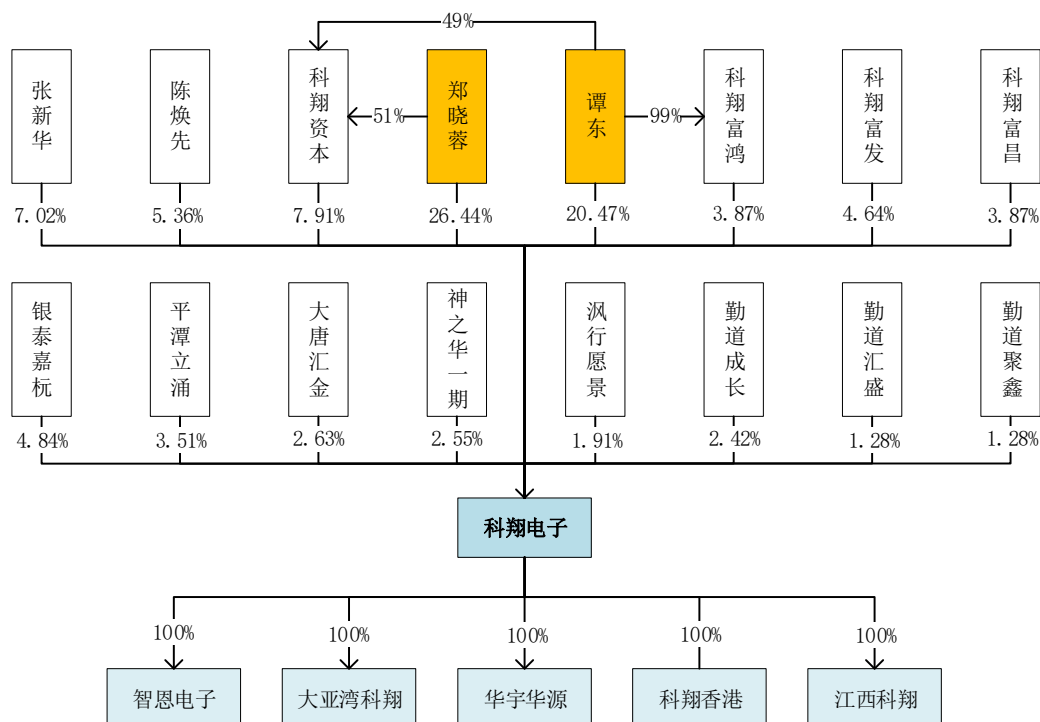 49%
张新华
陈焕先
科翔资本
郑晓蓉
谭东
科翔富鸿
科翔富发
科翔富昌
51%
99%
7.02%
5.36%
7.91%
26.44%
20.47%
3.87%
4.64%
3.87%
银泰嘉杬
平潭立涌
大唐汇金
神之华一期
沨行愿景
勤道成长
勤道汇盛
勤道聚鑫
4.84%
3.51%
2.63%
2.55%
1.91%
2.42%
1.28%
1.28%
科翔电子
100%
100%
100%
100%
100%
智恩电子
大亚湾科翔
华宇华源
科翔香港
江西科翔